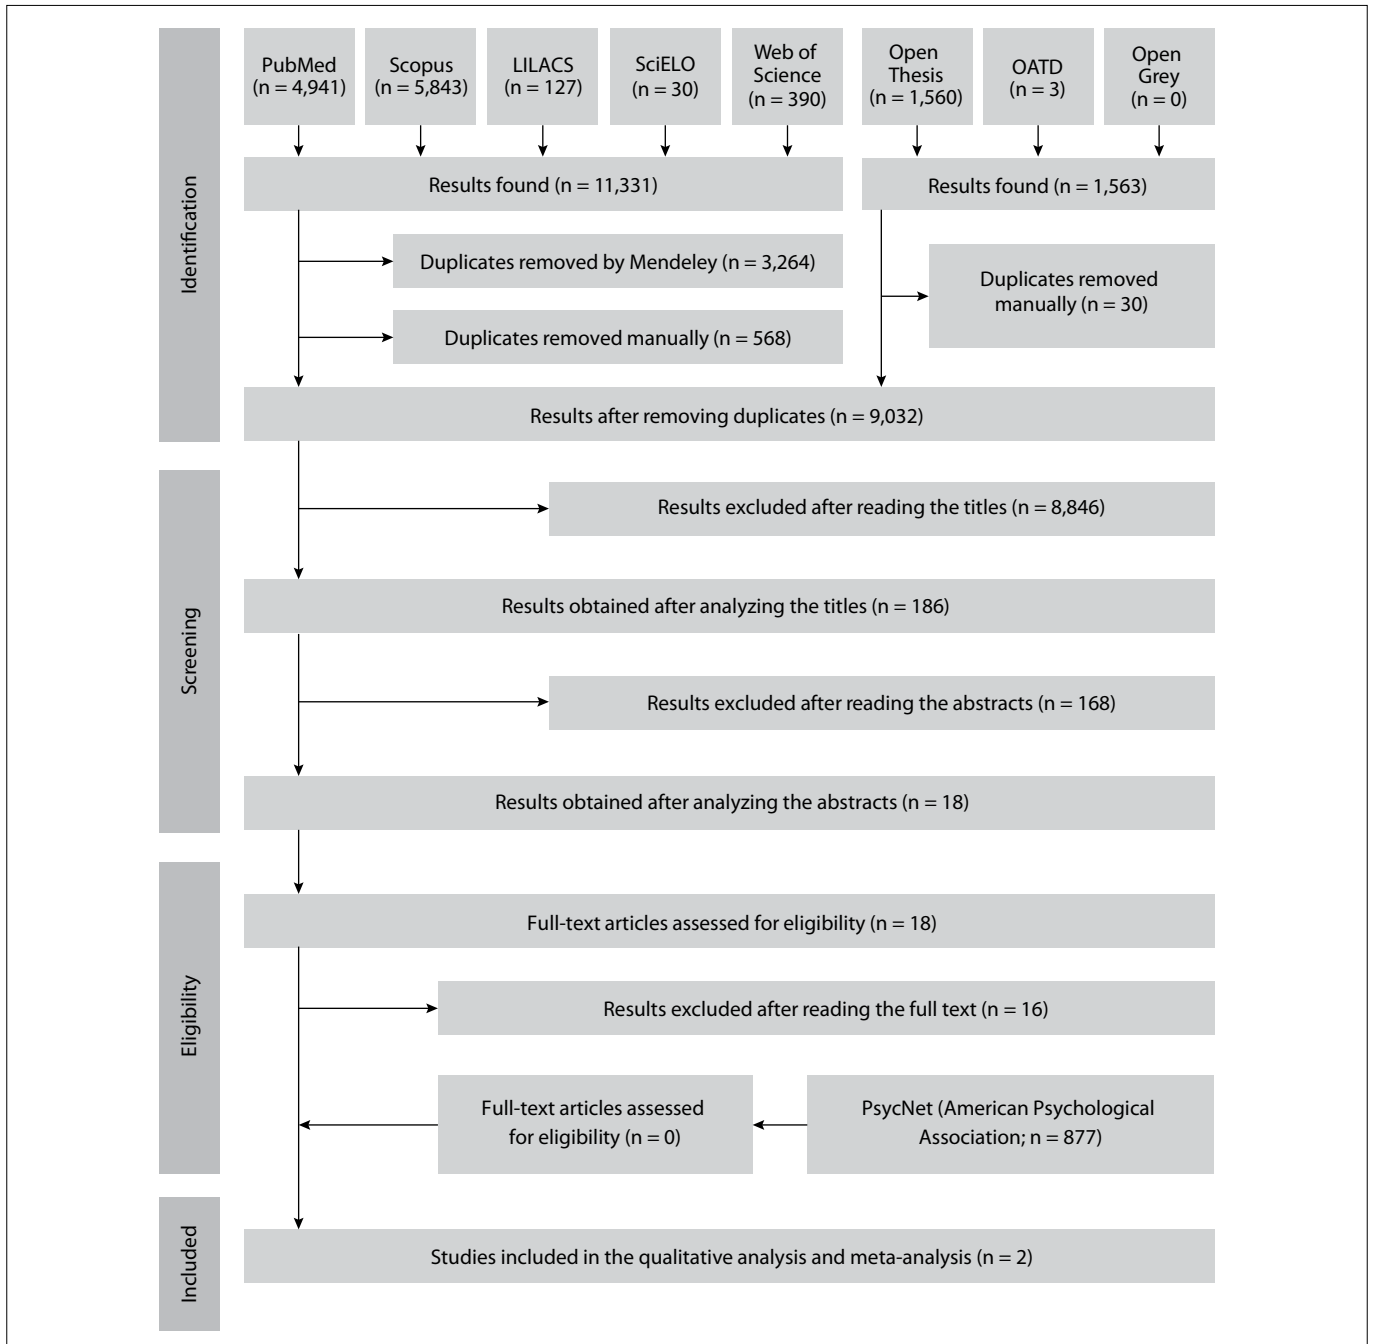 Identification
PubMed
(n = 4,941)
Scopus
(n = 5,843)
LILACS
(n = 127)
SciELO
(n = 30)
Web of
Science
(n = 390)
Open
Thesis
(n = 1,560)
OATD
(n = 3)
Open
Grey
(n = 0)
Results found (n = 11,331)
Results found (n = 1,563)
Duplicates removed by Mendeley (n = 3,264)
Duplicates removed
manually (n = 30)
Duplicates removed manually (n = 568)
Results after removing duplicates (n = 9,032)
Screening
Results excluded after reading the titles (n = 8,846)
Results obtained after analyzing the titles (n = 186)
Results excluded after reading the abstracts (n = 168)
Results obtained after analyzing the abstracts (n = 18)
Eligibility
Full-text articles assessed for eligibility (n = 18)
Results excluded after reading the full text (n = 16)
Full-text articles assessed
for eligibility (n = 0)
PsycNet (American Psychological
Association; n = 877)
Included
Studies included in the qualitative analysis and meta-analysis (n = 2)